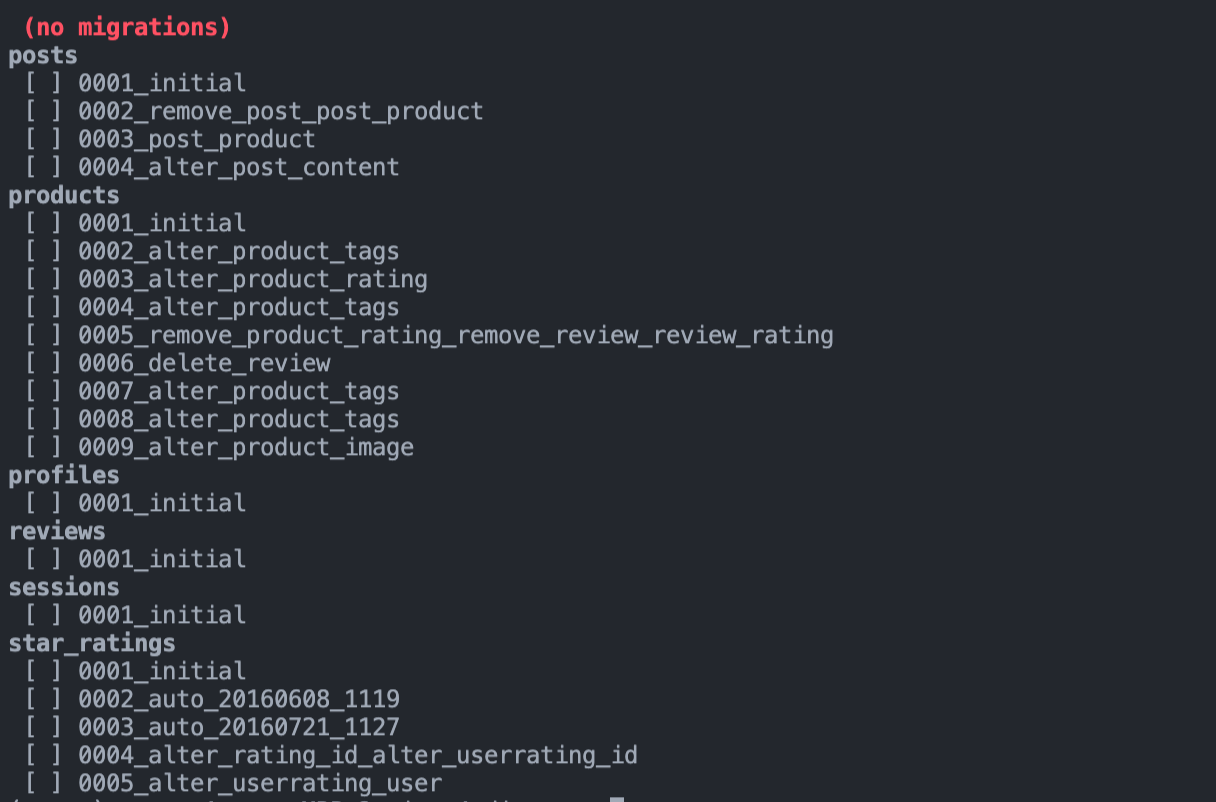 (no migrations)
posts
[ ] 0001_initial
[ ] 0002_remove_post_post_product
[ ] 0003_post_product
[ ] 0004_alter_post_content
products
[ ] 0001_initial
[ ] 0002_alter_product_tags
[ ] 0003_alter_product_rating
[ ] 0004_alter_product_tags
[ ] 0005_remove_product_rating_remove_review_review_rating
[ ] 0006_delete_review
[ ] 0007_alter_product_tags
[ ] 0008_alter_product_tags
[ ] 0009_alter_product_image
profiles
[ ] 0001_initial
reviews
[ ] 0001_initial
sessions
[ ] 0001_initial
star_ratings
[ ] 0001_initial
[ ] 0002_auto_20160608_1119
[ ] 0003_auto_20160721_1127
[ ] 0004_alter_rating_id_alter_userrating_id
[ ] 0005_alter_userrating_user